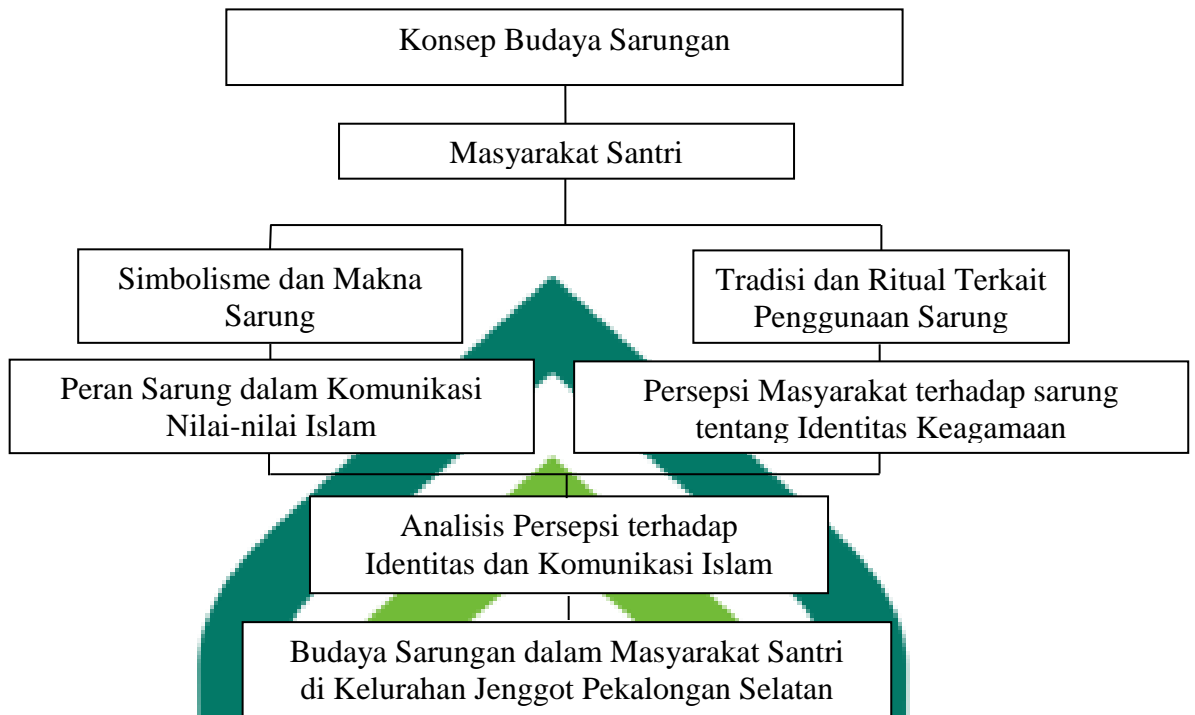 Konsep Budaya Sarungan
Masyarakat Santri
Simbolisme dan Makna
Sarung
Tradisi dan Ritual Terkait
Penggunaan Sarung
Peran Sarung dalam Komunikasi
Nilai-nilai Islam
Persepsi Masyarakat terhadap sarung
tentang Identitas Keagamaan
Analisis Persepsi terhadap
Identitas dan Komunikasi Islam
Budaya Sarungan dalam Masyarakat Santri
di Kelurahan Jenggot Pekalongan Selatan